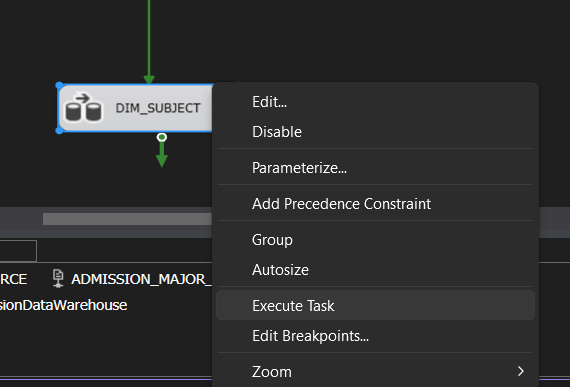 DIM_SUBJECT
Edit...
Disable
Parameterize...
Add Precedence Constraint
Group
Autosize
RCE ADMISSION_MAJOR_
Execute Task
sionDataWarehouse
Edit Breakpoints...
Zoom